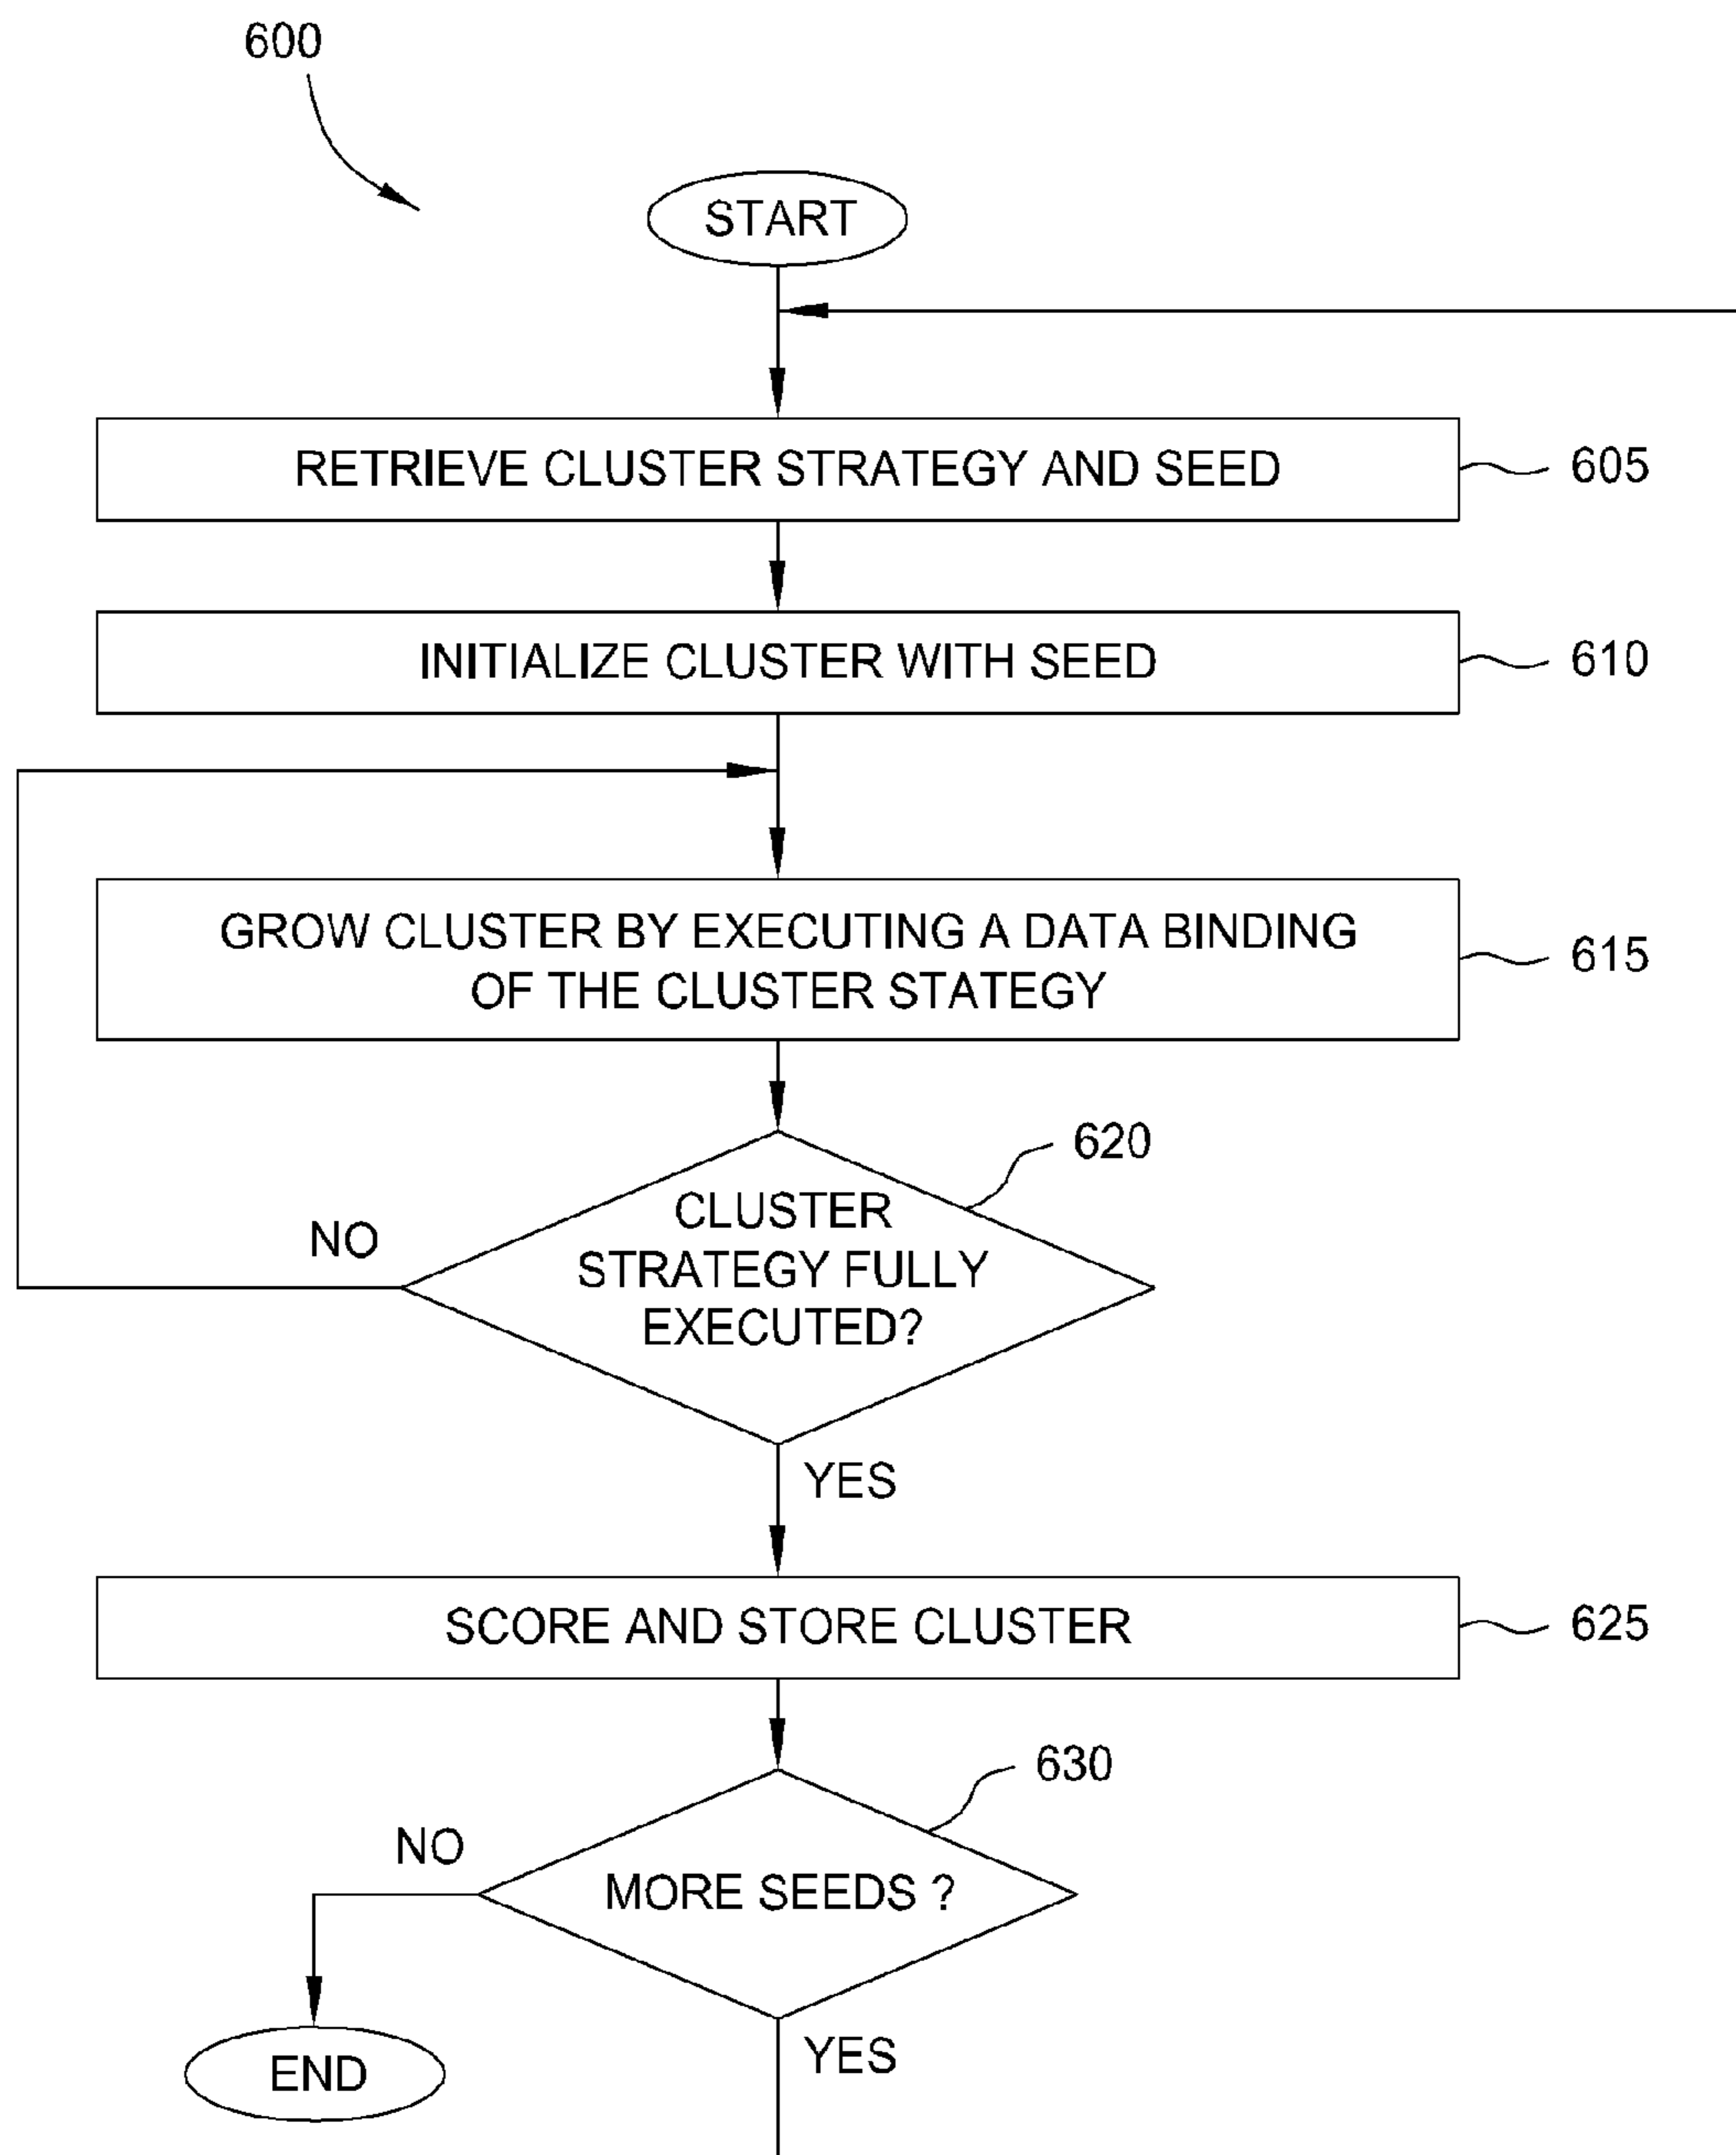 600
START
RETRIEVE CLUSTER STRATEGY AND SEED
605
INITIALIZE CLUSTER WITH SEED
610
GROW CLUSTER BY EXECUTING A DATA BINDING
OF THE CLUSTER STATEGY
615
620
CLUSTER
STRATEGY FULLY
EXECUTED?
NO
YES
SCORE AND STORE CLUSTER
625
630
MORE SEEDS ?
NO
YES
END